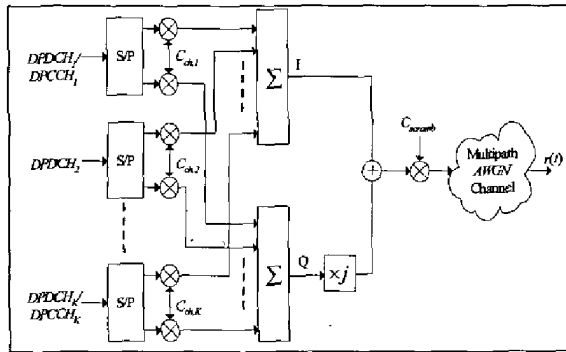 DPDCH1/
DPCCH1
S/P
Cch,1
Σ
I
DPDCH2
S/P
Cch,2
Cscramb
+
Multipath
AWGN
Channel
r(t)
Σ
Q
×j
DPDCHK/
DPCCHK
S/P
Cch,K